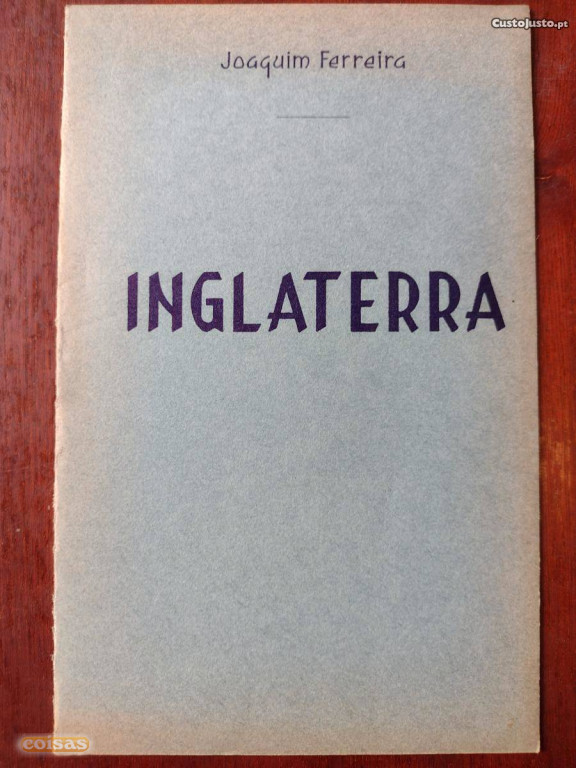 CustoJusto.pt
Joaquim Ferreira
INGLATERRA
coisas